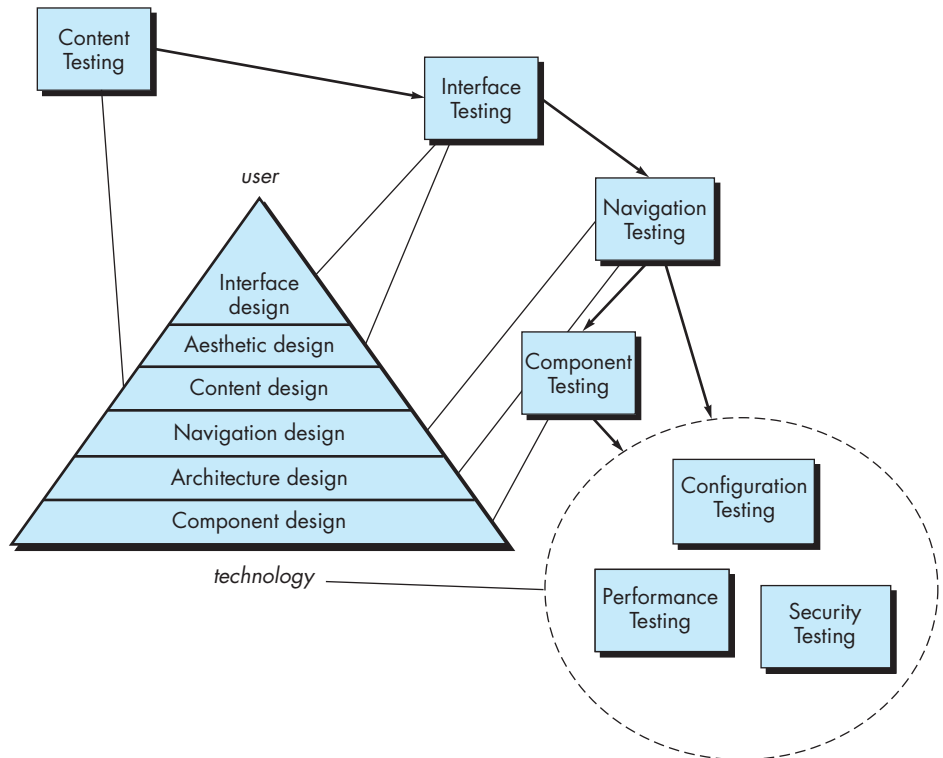 Content
Testing
Interface
Testing
user
Navigation
Testing
Interface
design
Aesthetic design
Component
Testing
Content design
Navigation design
Architecture design
Configuration
Testing
Component design
technology
Performance
Testing
Security
Testing